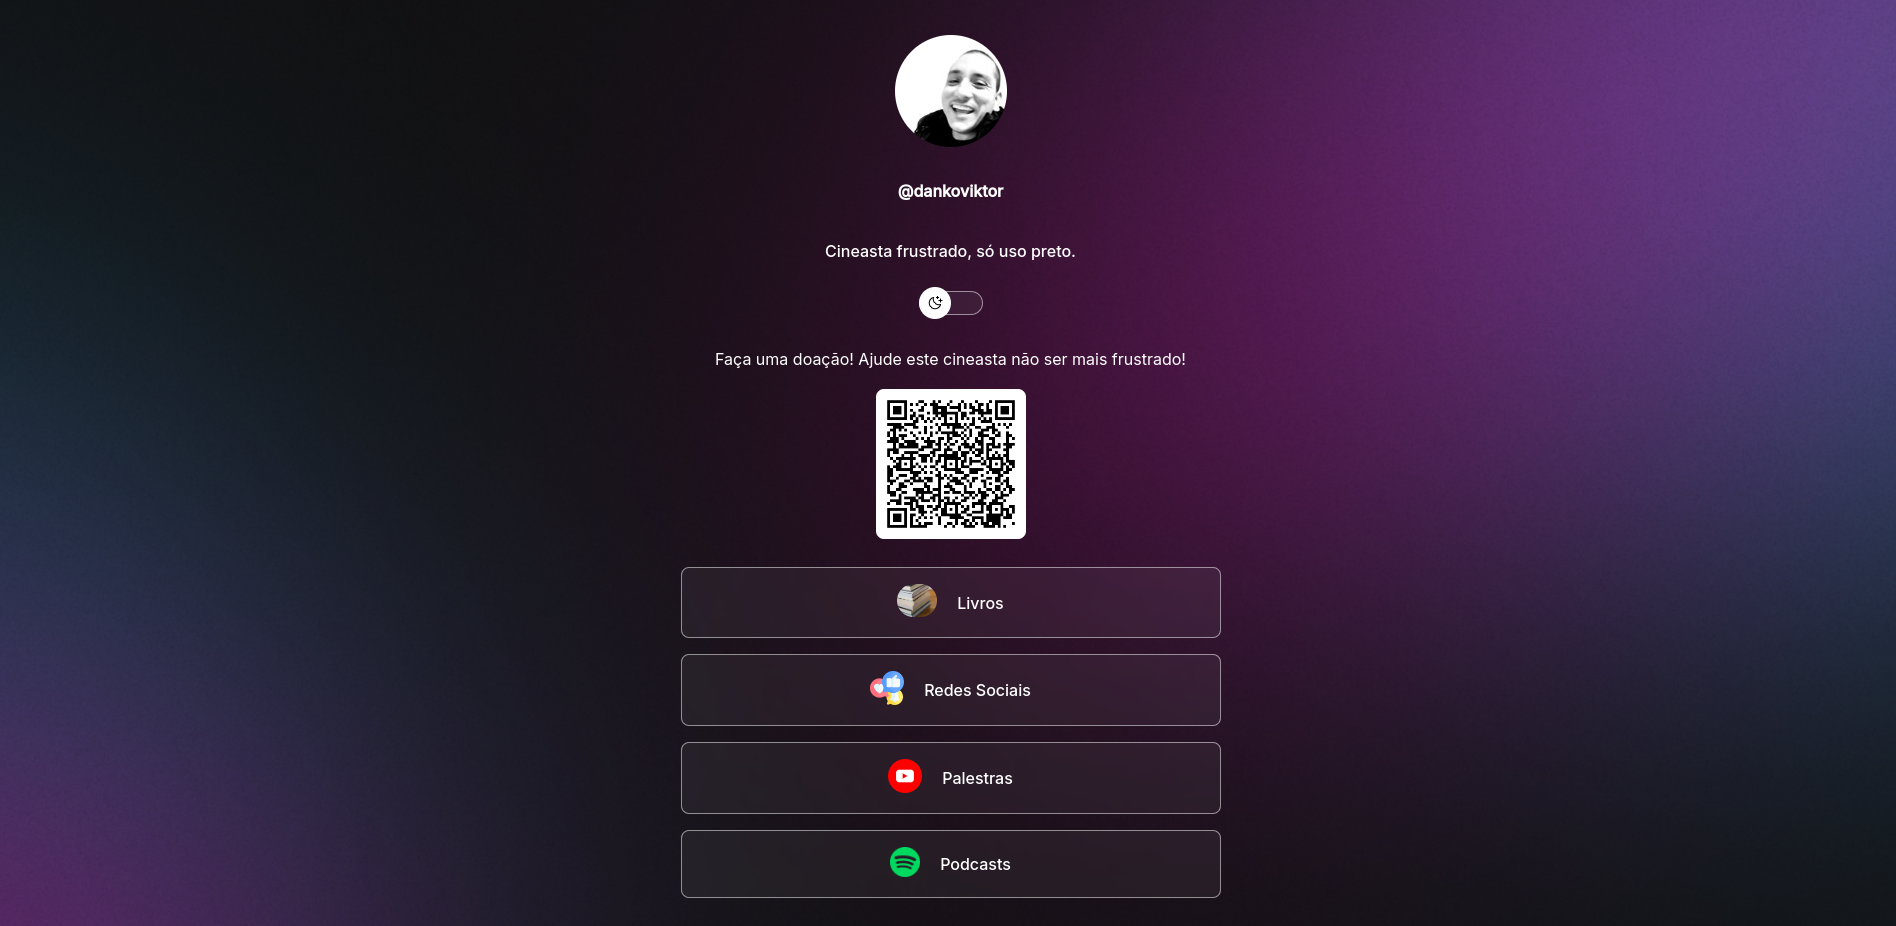 @dankoviktor
Cineasta frustrado, só uso preto.
Faça uma doação! Ajude este cineasta não ser mais frustrado!
Livros
Redes Sociais
Palestras
Podcasts